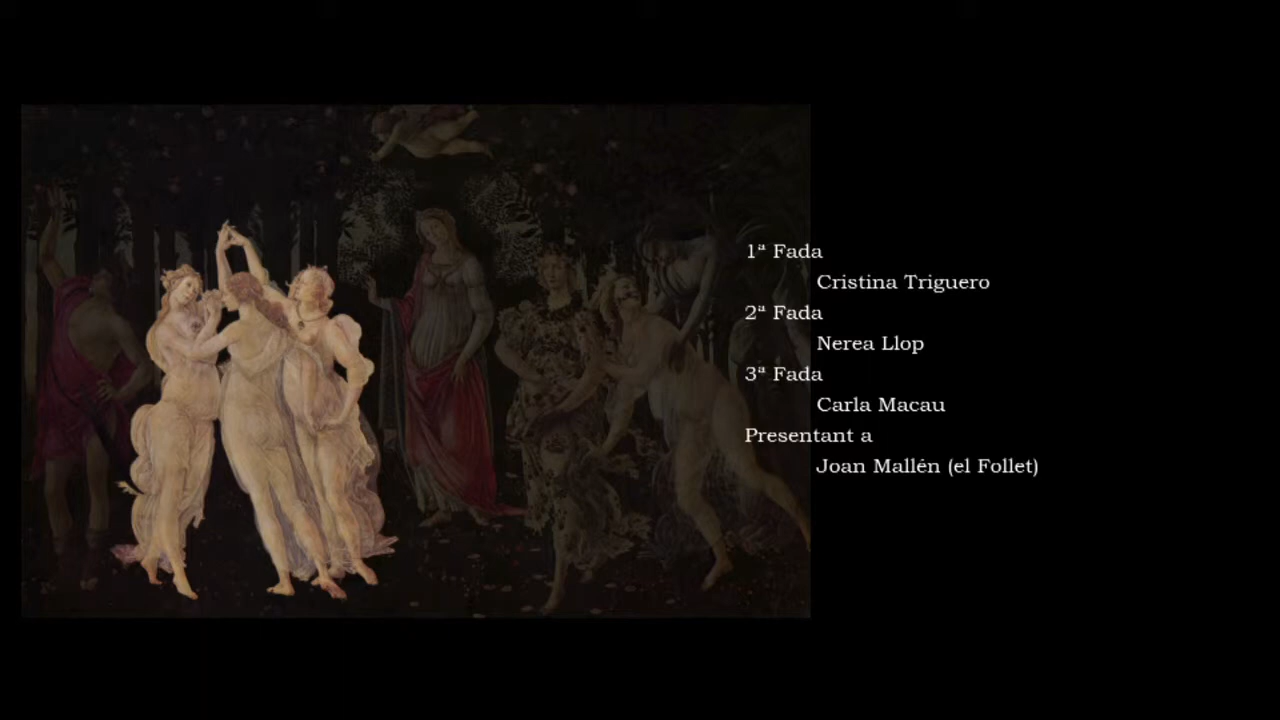 1ª Fada
Cristina Triguero
2ª Fada
Nerea Llop
3ª Fada
Carla Macau
Presentant a
Joan Mallén (el Follet)